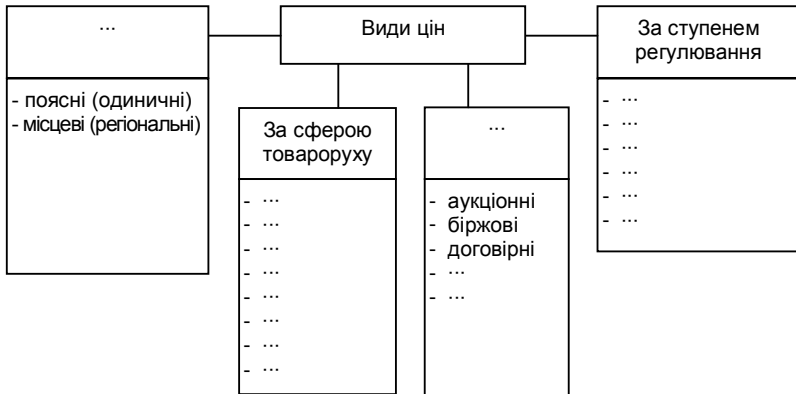 ...
- поясні (одиничні)
- місцеві (регіональні)
Види цін
За ступенем
регулювання
- ...
- ...
- ...
- ...
- ...
- ...
За сферою
товароруху
- ...
- ...
- ...
- ...
- ...
- ...
- ...
- ...
...
- аукціонні
- біржові
- договірні
- ...
- ...